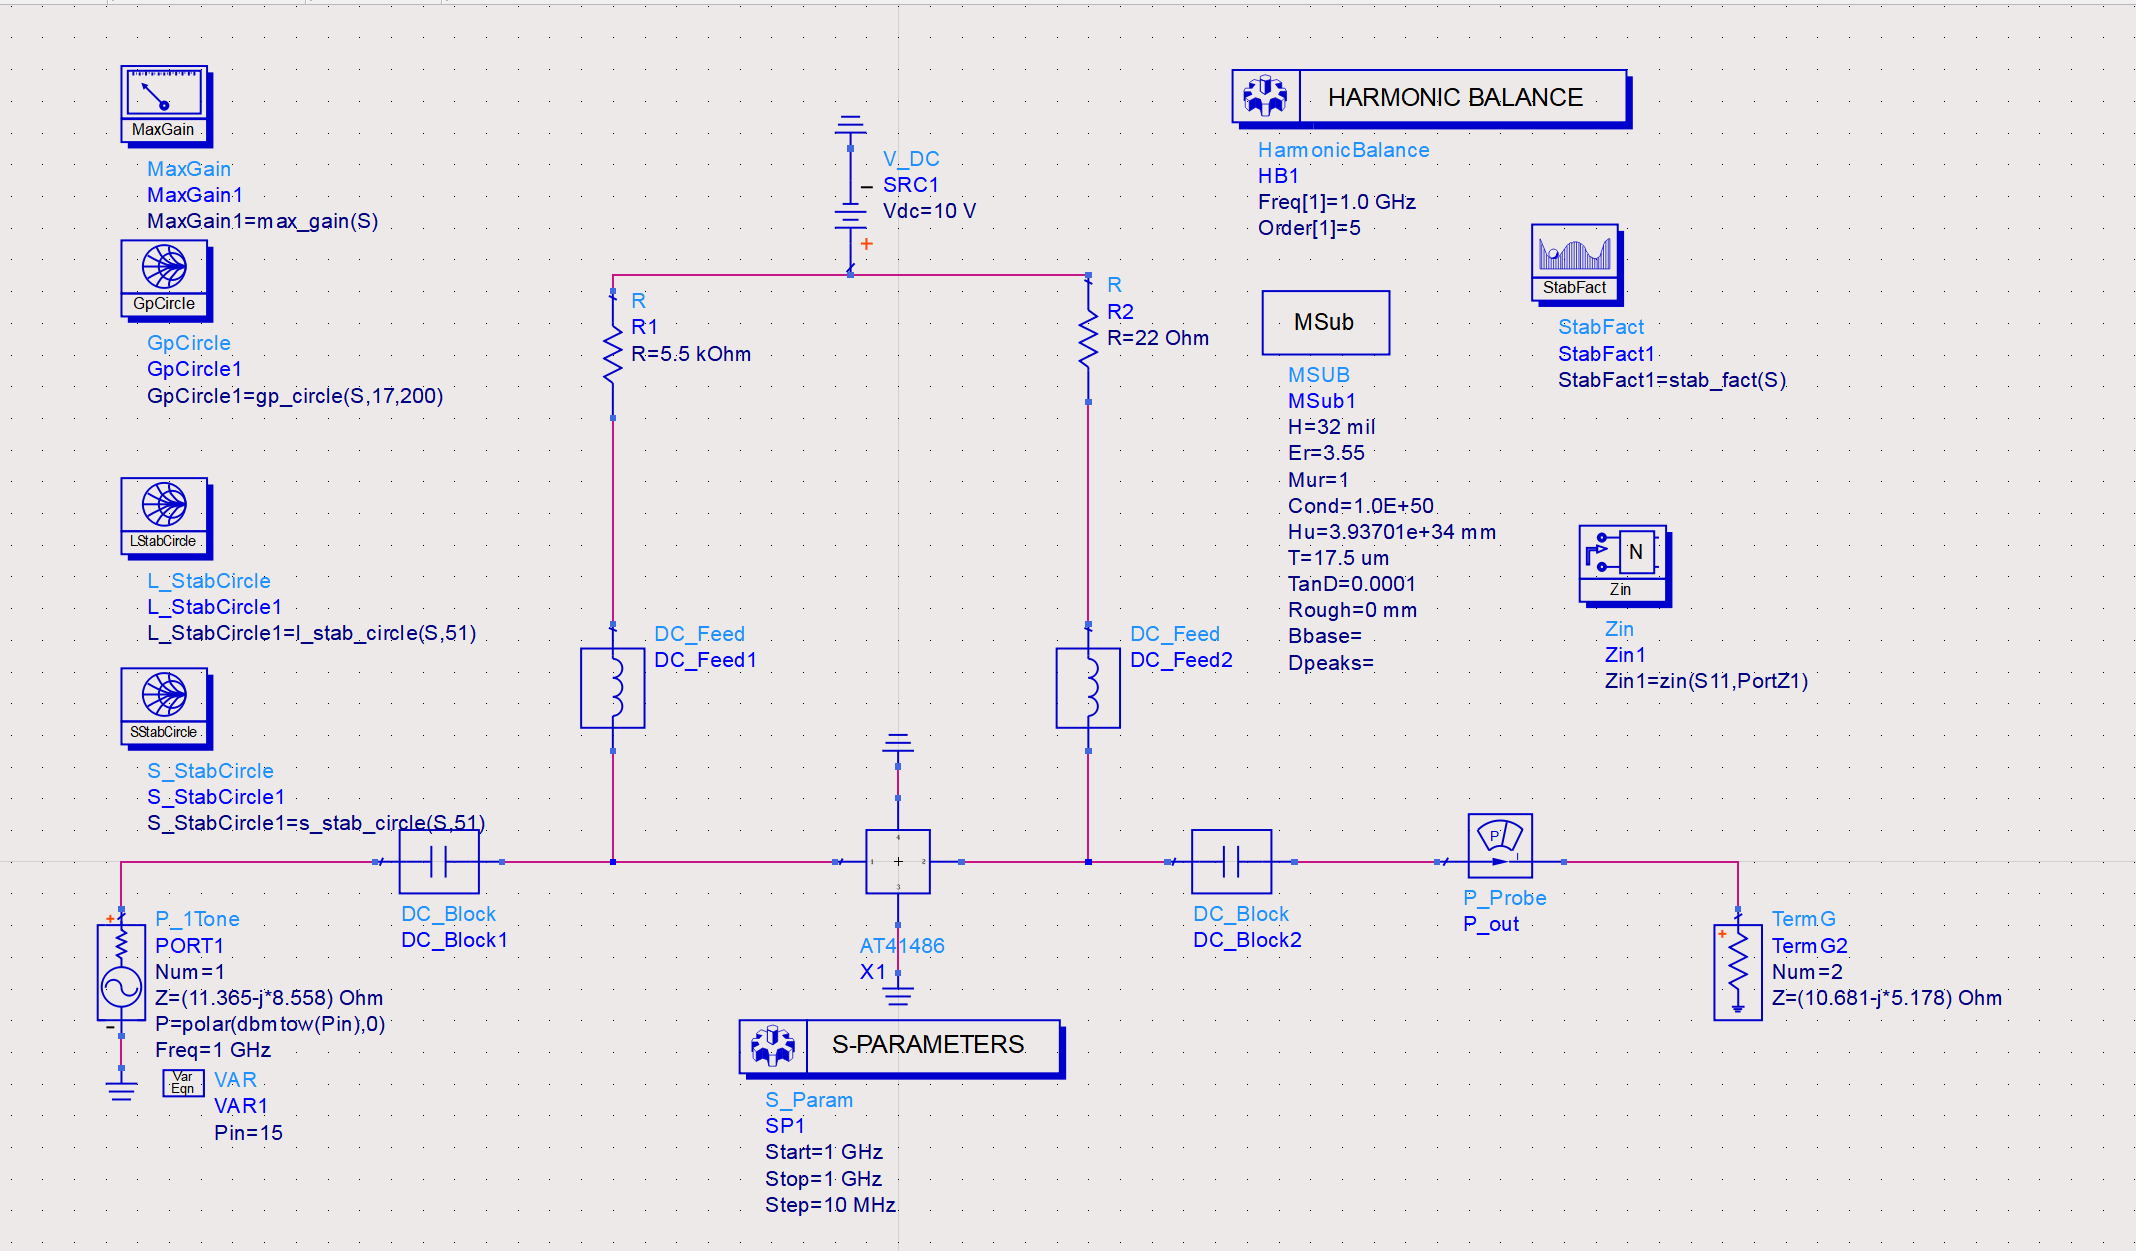 MaxGain
MaxGain
MaxGain1
MaxGain1=max_gain(S)
GpCircle
GpCircle
GpCircle1
GpCircle1=gp_circle(S,17,200)
LStabCircle
L_StabCircle
L_StabCircle1
L_StabCircle1=l_stab_circle(S,51)
SStabCircle
S_StabCircle
S_StabCircle1
S_StabCircle1=s_stab_circle(S,51)
V_DC
SRC1
Vdc=10 V
R
R1
R=5.5 kOhm
R
R2
R=22 Ohm
DC_Feed
DC_Feed1
DC_Feed
DC_Feed2
HARMONIC BALANCE
HarmonicBalance
HB1
Freq[1]=1.0 GHz
Order[1]=5
MSub
MSUB
MSub1
H=32 mil
Er=3.55
Mur=1
Cond=1.0E+50
Hu=3.93701e+34 mm
T=17.5 um
TanD=0.0001
Rough=0 mm
Bbase=
Dpeaks=
StabFact
StabFact
StabFact1
StabFact1=stab_fact(S)
N
Zin
Zin
Zin1
Zin1=zin(S11,PortZ1)
P_1Tone
PORT1
Num=1
Z=(11.365-j*8.558) Ohm
P=polar(dbmtow(Pin),0)
Freq=1 GHz
Var
Eqn
VAR
VAR1
Pin=15
DC_Block
DC_Block1
4
1
2
3
AT41486
X1
S-PARAMETERS
S_Param
SP1
Start=1 GHz
Stop=1 GHz
Step=10 MHz
DC_Block
DC_Block2
P
I
P_Probe
P_out
TermG
TermG2
Num=2
Z=(10.681-j*5.178) Ohm